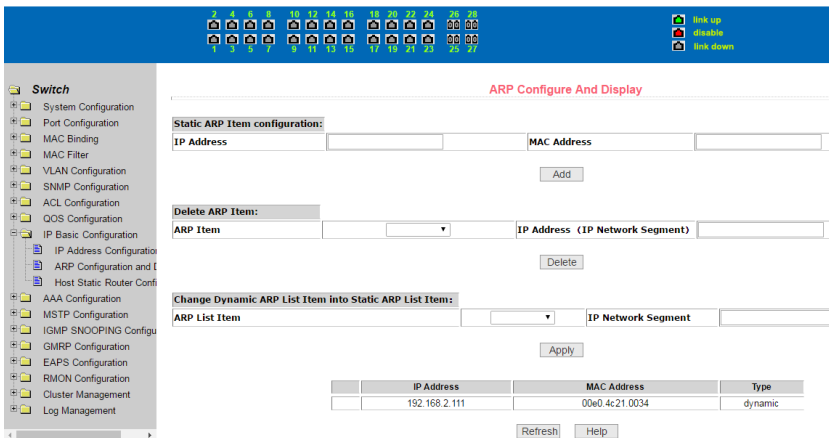 2 4 6 8 10 12 14 16 18 20 22 24 26 28
1 3 5 7 9 11 13 15 17 19 21 23 25 27
link up
disable
link down
Switch
System Configuration
Port Configuration
MAC Binding
MAC Filter
VLAN Configuration
SNMP Configuration
ACL Configuration
QOS Configuration
IP Basic Configuration
IP Address Configuration
ARP Configuration and D
Host Static Router Confi
AAA Configuration
MSTP Configuration
IGMP SNOOPING Configu
GMRP Configuration
EAPS Configuration
RMON Configuration
Cluster Management
Log Management
ARP Configure And Display
Static ARP Item configuration:
IP Address MAC Address
Add
Delete ARP Item:
ARP Item IP Address (IP Network Segment)
Delete
Change Dynamic ARP List Item into Static ARP List Item:
ARP List Item IP Network Segment
Apply
IP Address MAC Address Type
192.168.2.111 00e0.4c21.0034 dynamic
Refresh Help